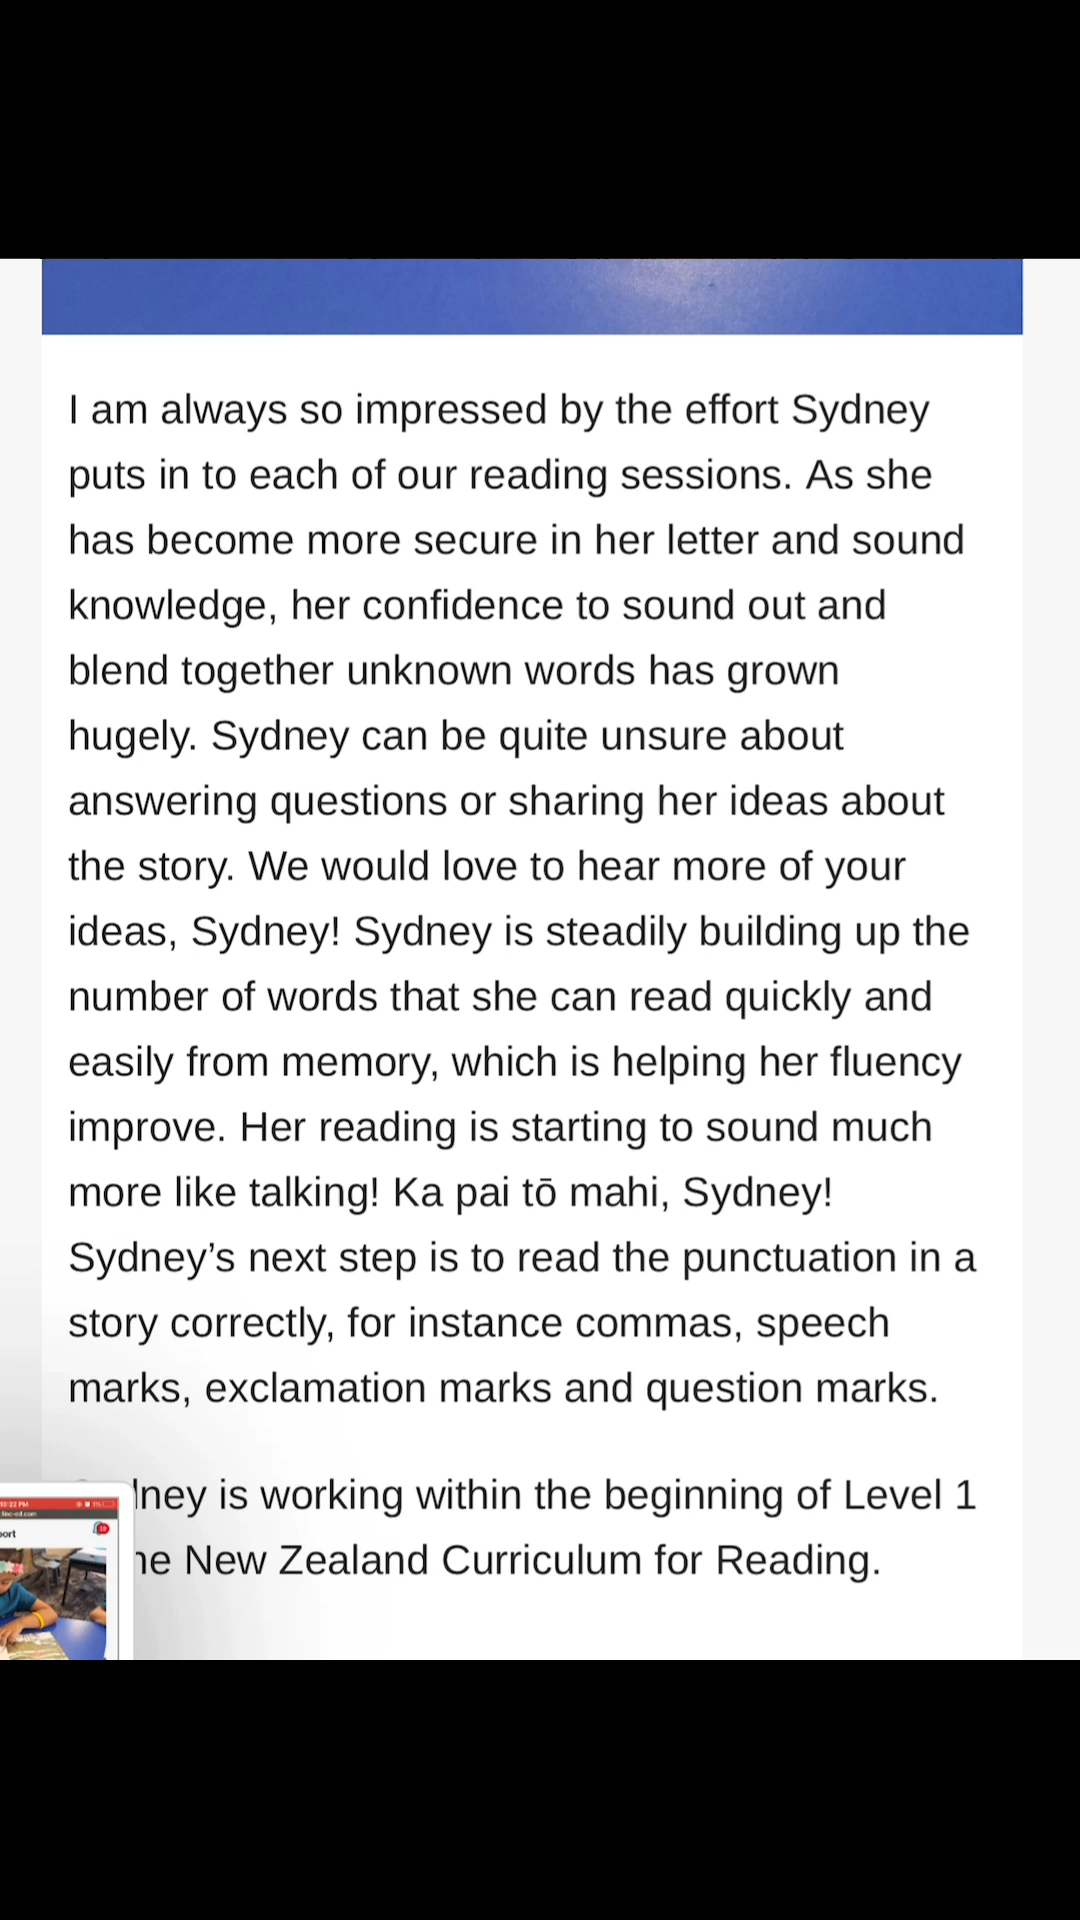 I am always so impressed by the effort Sydney
puts in to each of our reading sessions. As she
has become more secure in her letter and sound
knowledge, her confidence to sound out and
blend together unknown words has grown
hugely. Sydney can be quite unsure about
answering questions or sharing her ideas about
the story. We would love to hear more of your
ideas, Sydney! Sydney is steadily building up the
number of words that she can read quickly and
easily from memory, which is helping her fluency
improve. Her reading is starting to sound much
more like talking! Ka pai tō mahi, Sydney!
Sydney’s next step is to read the punctuation in a
story correctly, for instance commas, speech
marks, exclamation marks and question marks.
is working within the beginning of Level 1
New Zealand Curriculum for Reading.